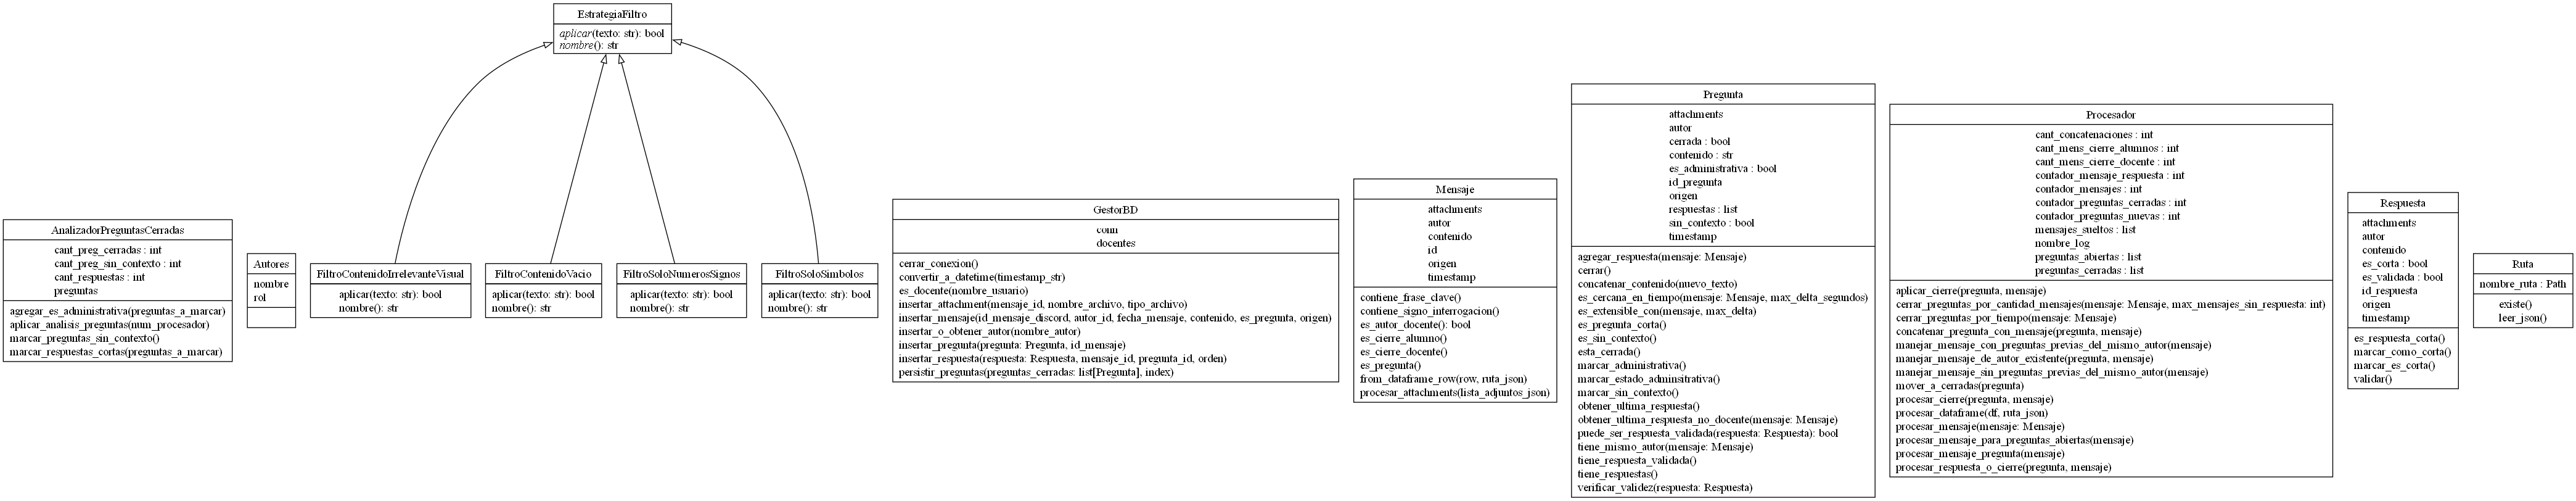 EstrategiaFiltro
aplicar(texto: str): bool
nombre(): str
AnalizadorPreguntasCerradas
cant_preg_cerradas : int
cant_preg_sin_contexto : int
cant_respuestas : int
preguntas
agregar_es_administrativa(preguntas_a_marcar)
aplicar_analisis_preguntas(num_procesador)
marcar_preguntas_sin_contexto()
marcar_respuestas_cortas(preguntas_a_marcar)
Autores
nombre
rol
FiltroContenidoIrrelevanteVisual
aplicar(texto: str): bool
nombre(): str
FiltroContenidoVacio
aplicar(texto: str): bool
nombre(): str
FiltroSoloNumerosSignos
aplicar(texto: str): bool
nombre(): str
FiltroSoloSimbolos
aplicar(texto: str): bool
nombre(): str
GestorBD
conn
docentes
cerrar_conexion()
convertir_a_datetime(timestamp_str)
es_docente(nombre_usuario)
insertar_attachment(mensaje_id, nombre_archivo, tipo_archivo)
insertar_mensaje(id_mensaje_discord, autor_id, fecha_mensaje, contenido, es_pregunta, origen)
insertar_o_obtener_autor(nombre_autor)
insertar_pregunta(pregunta: Pregunta, id_mensaje)
insertar_respuesta(respuesta: Respuesta, mensaje_id, pregunta_id, orden)
persistir_preguntas(preguntas_cerradas: list[Pregunta], index)
Mensaje
attachments
autor
contenido
id
origen
timestamp
contiene_frase_clave()
contiene_signo_interrogacion()
es_autor_docente(): bool
es_cierre_alumno()
es_cierre_docente()
es_pregunta()
from_dataframe_row(row, ruta_json)
procesar_attachments(lista_adjuntos_json)
Pregunta
attachments
autor
cerrada : bool
contenido : str
es_administrativa : bool
id_pregunta
origen
respuestas : list
sin_contexto : bool
timestamp
agregar_respuesta(mensaje: Mensaje)
cerrar()
concatenar_contenido(nuevo_texto)
es_cercana_en_tiempo(mensaje: Mensaje, max_delta_segundos)
es_extensible_con(mensaje, max_delta)
es_pregunta_corta()
es_sin_contexto()
esta_cerrada()
marcar_administrativa()
marcar_estado_adminsitrativa()
marcar_sin_contexto()
obtener_ultima_respuesta()
obtener_ultima_respuesta_no_docente(mensaje: Mensaje)
puede_ser_respuesta_validada(respuesta: Respuesta): bool
tiene_mismo_autor(mensaje: Mensaje)
tiene_respuesta_validada()
tiene_respuestas()
verificar_validez(respuesta: Respuesta)
Procesador
cant_concatenaciones : int
cant_mens_cierre_alumnos : int
cant_mens_cierre_docente : int
contador_mensaje_respuesta : int
contador_mensajes : int
contador_preguntas_cerradas : int
contador_preguntas_nuevas : int
mensajes_sueltos : list
nombre_log
preguntas_abiertas : list
preguntas_cerradas : list
aplicar_cierre(pregunta, mensaje)
cerrar_preguntas_por_cantidad_mensajes(mensaje: Mensaje, max_mensajes_sin_respuesta: int)
cerrar_preguntas_por_tiempo(mensaje: Mensaje)
concatenar_pregunta_con_mensaje(pregunta, mensaje)
manejar_mensaje_con_preguntas_previas_del_mismo_autor(mensaje)
manejar_mensaje_de_autor_existente(pregunta, mensaje)
manejar_mensaje_sin_preguntas_previas_del_mismo_autor(mensaje)
mover_a_cerradas(pregunta)
procesar_cierre(pregunta, mensaje)
procesar_dataframe(df, ruta_json)
procesar_mensaje(mensaje: Mensaje)
procesar_mensaje_para_preguntas_abiertas(mensaje)
procesar_mensaje_pregunta(mensaje)
procesar_respuesta_o_cierre(pregunta, mensaje)
Respuesta
attachments
autor
contenido
es_corta : bool
es_validada : bool
id_respuesta
origen
timestamp
es_respuesta_corta()
marcar_como_corta()
marcar_es_corta()
validar()
Ruta
nombre_ruta : Path
existe()
leer_json()